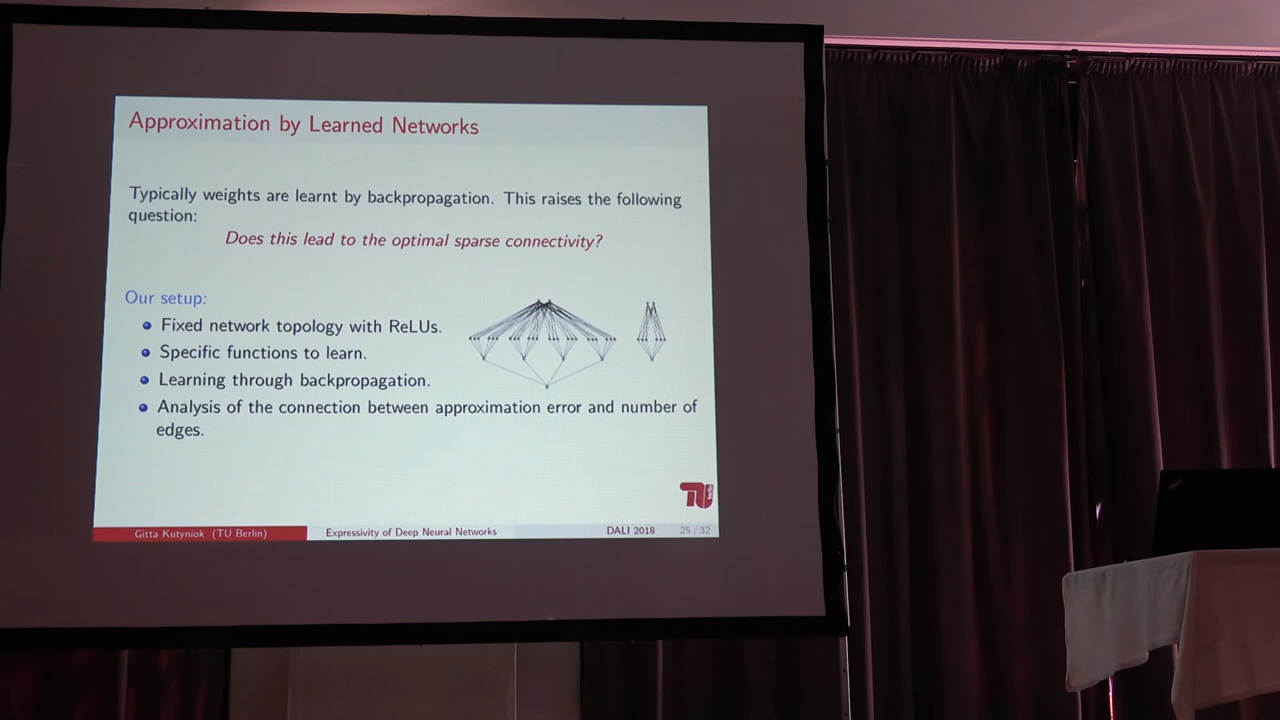 Approximation by Learned Networks
Typically weights are learnt by backpropagation. This raises the following
question:
Does this lead to the optimal sparse connectivity?
Our setup:
Fixed network topology with ReLUs.
Specific functions to learn.
Learning through backpropagation.
Analysis of the connection between approximation error and number of
edges.
TU berlin
Gitta Kutyniok (TU Berlin) Expressivity of Deep Neural Networks DALI 2018 25 / 32